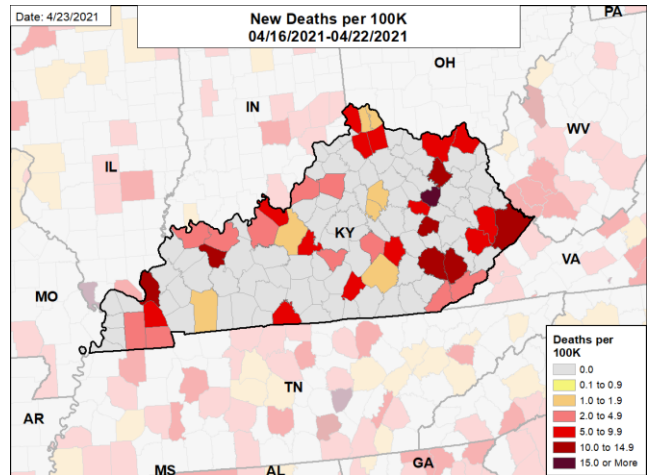 Date: 4/23/2021
New Deaths per 100K
04/16/2021-04/22/2021
PA
OH
IN
WV
IL
KY
VA
MO
TN
AR
MS
AL
GA
Deaths per
100K
0.0
0.1 to 0.9
1.0 to 1.9
2.0 to 4.9
5.0 to 9.9
10.0 to 14.9
15.0 or More